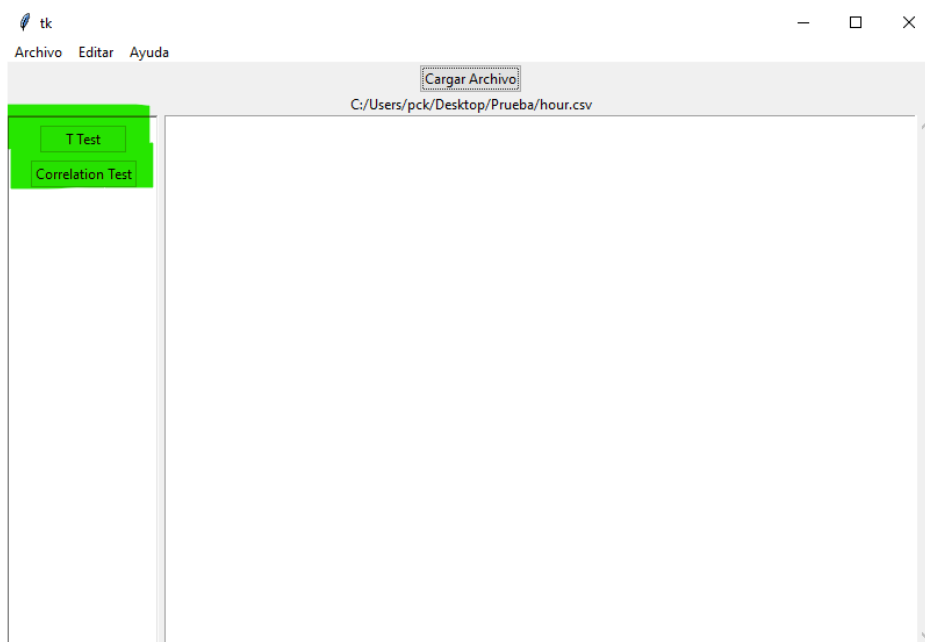 tk
Archivo Editar Ayuda
Cargar Archivo
C:/Users/pck/Desktop/Prueba/hour.csv
T Test
Correlation Test